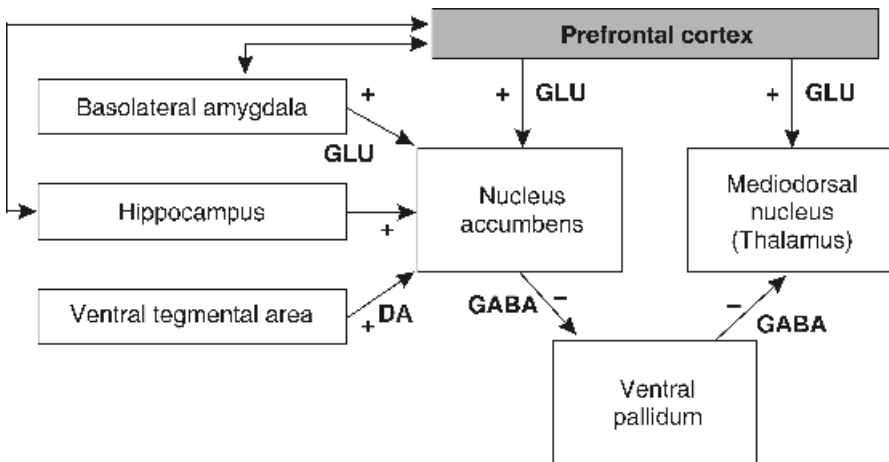 Prefrontal cortex
+ GLU
+ GLU
Basolateral amygdala
+
GLU
Nucleus
accumbens
Mediodorsal
nucleus
(Thalamus)
Hippocampus
+
Ventral tegmental area
+ DA
GABA −
− GABA
Ventral
pallidum